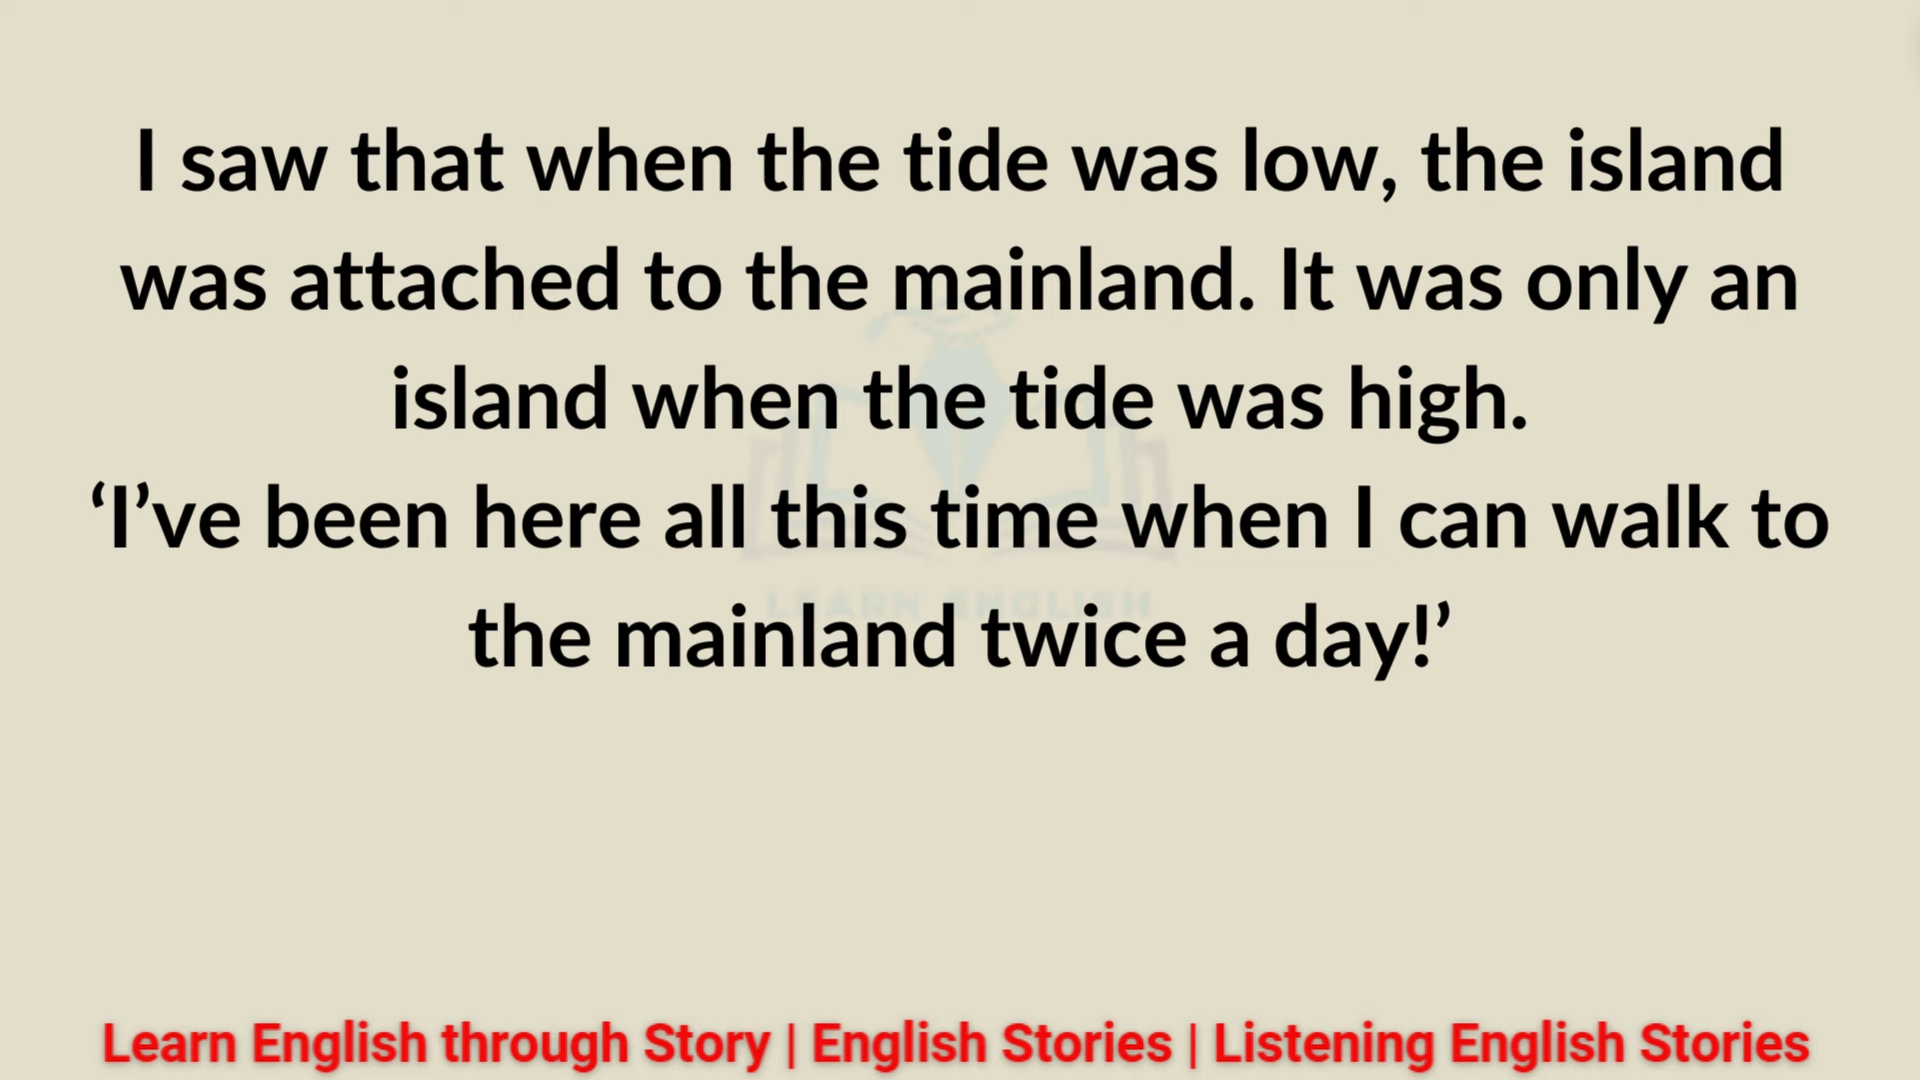 I saw that when the tide was low, the island
was attached to the mainland. It was only an
island when the tide was high.
‘I’ve been here all this time when I can walk to
the mainland twice a day!’
LEARN ENGLISH
Learn English through Story | English Stories | Listening English Stories